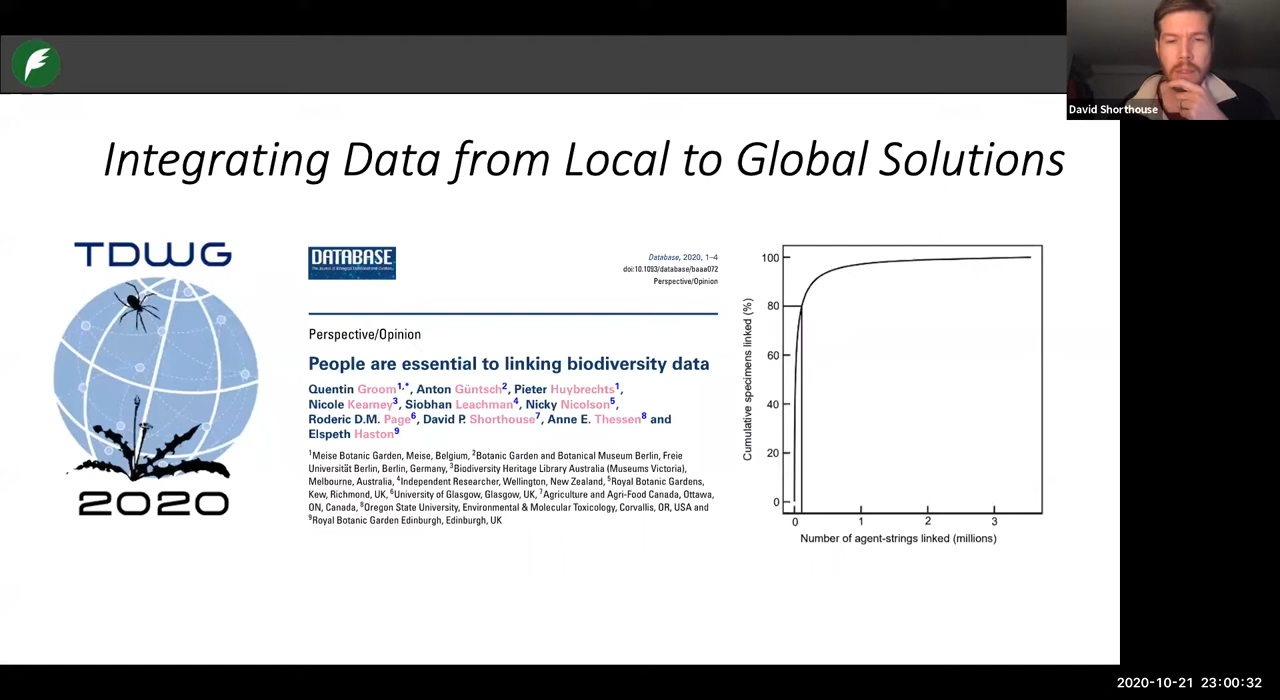 David Shorthouse
Integrating Data from Local to Global Solutions
TDWG
2020
DATABASE
Database, 2020, 1–4
doi:10.1093/database/baaa072
Perspective/Opinion
Perspective/Opinion
People are essential to linking biodiversity data
Quentin Groom1,*, Anton Güntsch2, Pieter Huybrechts1,
Nicole Kearney3, Siobhan Leachman4, Nicky Nicolson5,
Roderic D.M. Page6, David P. Shorthouse7, Anne E. Thessen8 and
Elspeth Haston9
1Meise Botanic Garden, Meise, Belgium, 2Botanic Garden and Botanical Museum Berlin, Freie
Universität Berlin, Berlin, Germany, 3Biodiversity Heritage Library Australia (Museums Victoria),
Melbourne, Australia, 4Independent Researcher, Wellington, New Zealand, 5Royal Botanic Gardens,
Kew, Richmond, UK, 6University of Glasgow, Glasgow, UK, 7Agriculture and Agri-Food Canada, Ottawa,
ON, Canada, 8Oregon State University, Environmental & Molecular Toxicology, Corvallis, OR, USA and
9Royal Botanic Garden Edinburgh, Edinburgh, UK
Cumulative specimens linked (%)
100
80
60
40
20
0
0 1 2 3
Number of agent-strings linked (millions)
2020-10-21 23:00:32